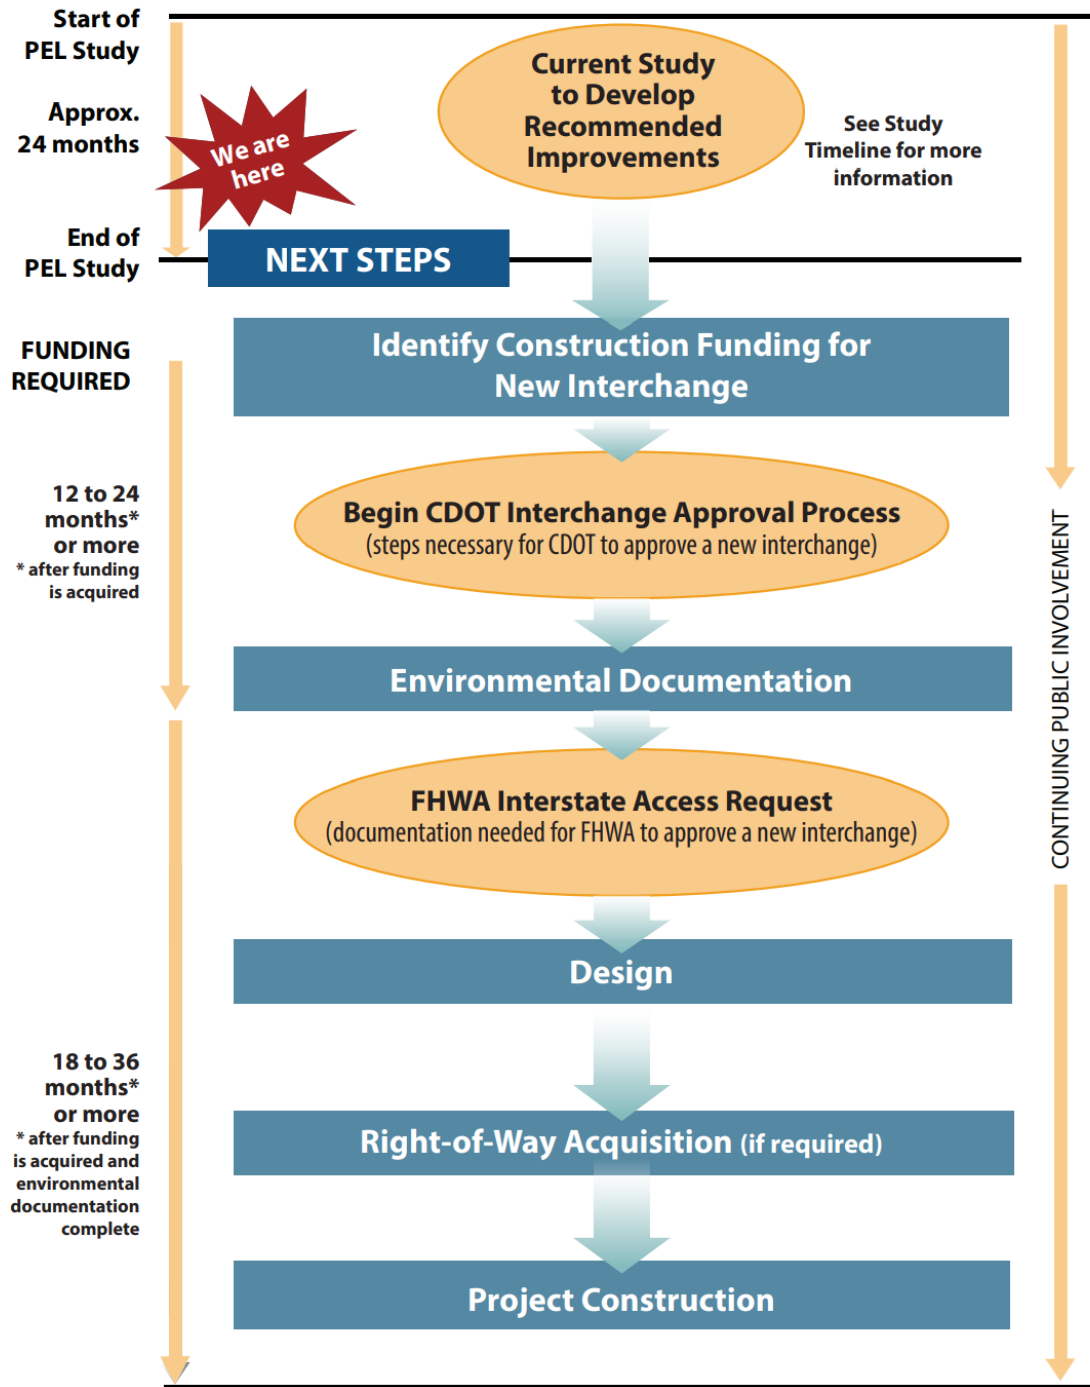 Start of
PEL Study
Approx.
24 months
We are
here
Current Study
to Develop
Recommended
Improvements
See Study
Timeline for more
information
End of
PEL Study
NEXT STEPS
FUNDING
REQUIRED
Identify Construction Funding for
New Interchange
12 to 24
months*
or more
* after funding
is acquired
Begin CDOT Interchange Approval Process
(steps necessary for CDOT to approve a new interchange)
Environmental Documentation
FHWA Interstate Access Request
(documentation needed for FHWA to approve a new interchange)
CONTINUING PUBLIC INVOLVEMENT
Design
18 to 36
months*
or more
* after funding
is acquired and
environmental
documentation
complete
Right-of-Way Acquisition (if required)
Project Construction